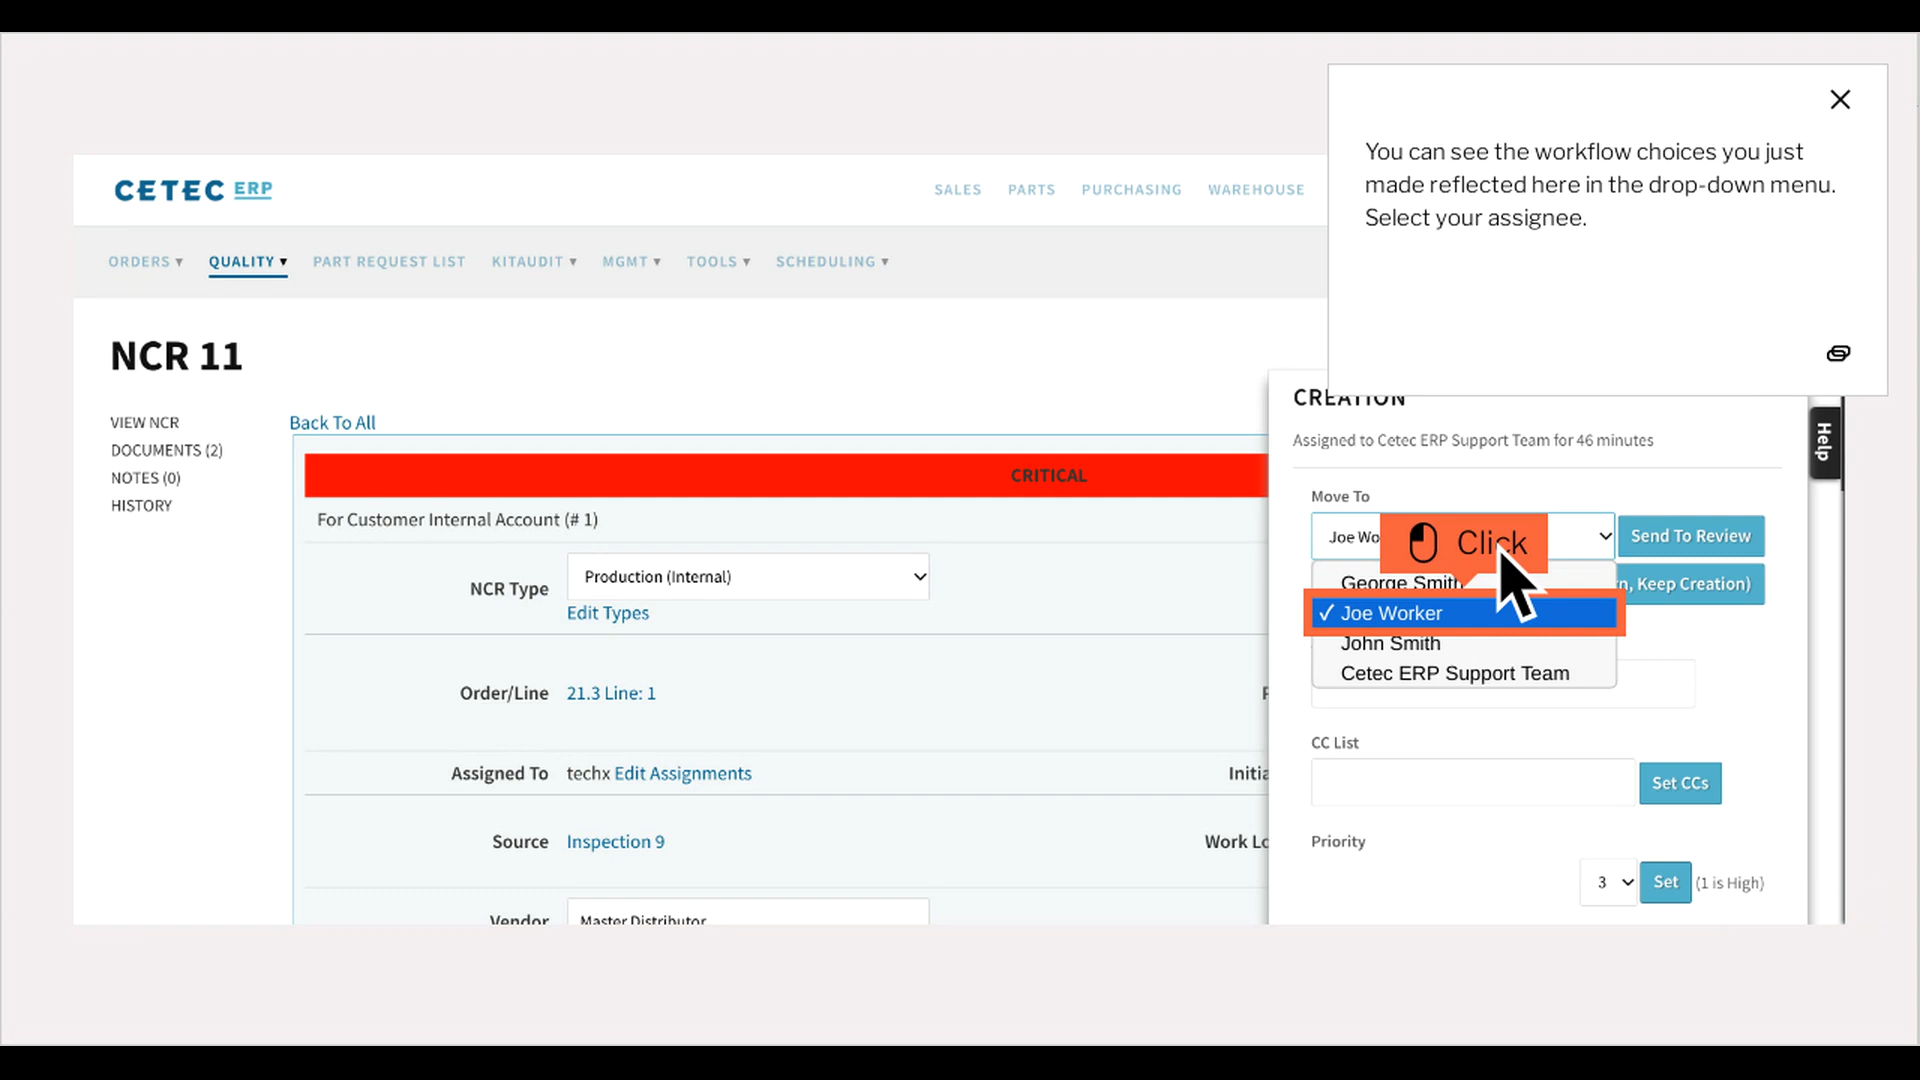 You can see the workflow choices you just
made reflected here in the drop-down menu.
Select your assignee.
CETEC ERP
SALES PARTS PURCHASING WAREHOUSE
ORDERS ▾ QUALITY ▾ PART REQUEST LIST KITAUDIT ▾ MGMT ▾ TOOLS ▾ SCHEDULING ▾
NCR 11
VIEW NCR
DOCUMENTS (2)
NOTES (0)
HISTORY
Back To All
CRITICAL
For Customer Internal Account (# 1)
NCR Type Production (Internal)
Edit Types
Order/Line 21.3 Line: 1
Assigned To techx Edit Assignments
Source Inspection 9
Work Lo
Vendor Master Distributor
CREATION
Assigned to Cetec ERP Support Team for 46 minutes
Move To
Joe Wo
Click
Send To Review
George Smith
, Keep Creation)
✓ Joe Worker
John Smith
Cetec ERP Support Team
CC List
Set CCs
Priority
3 Set (1 is High)
Help